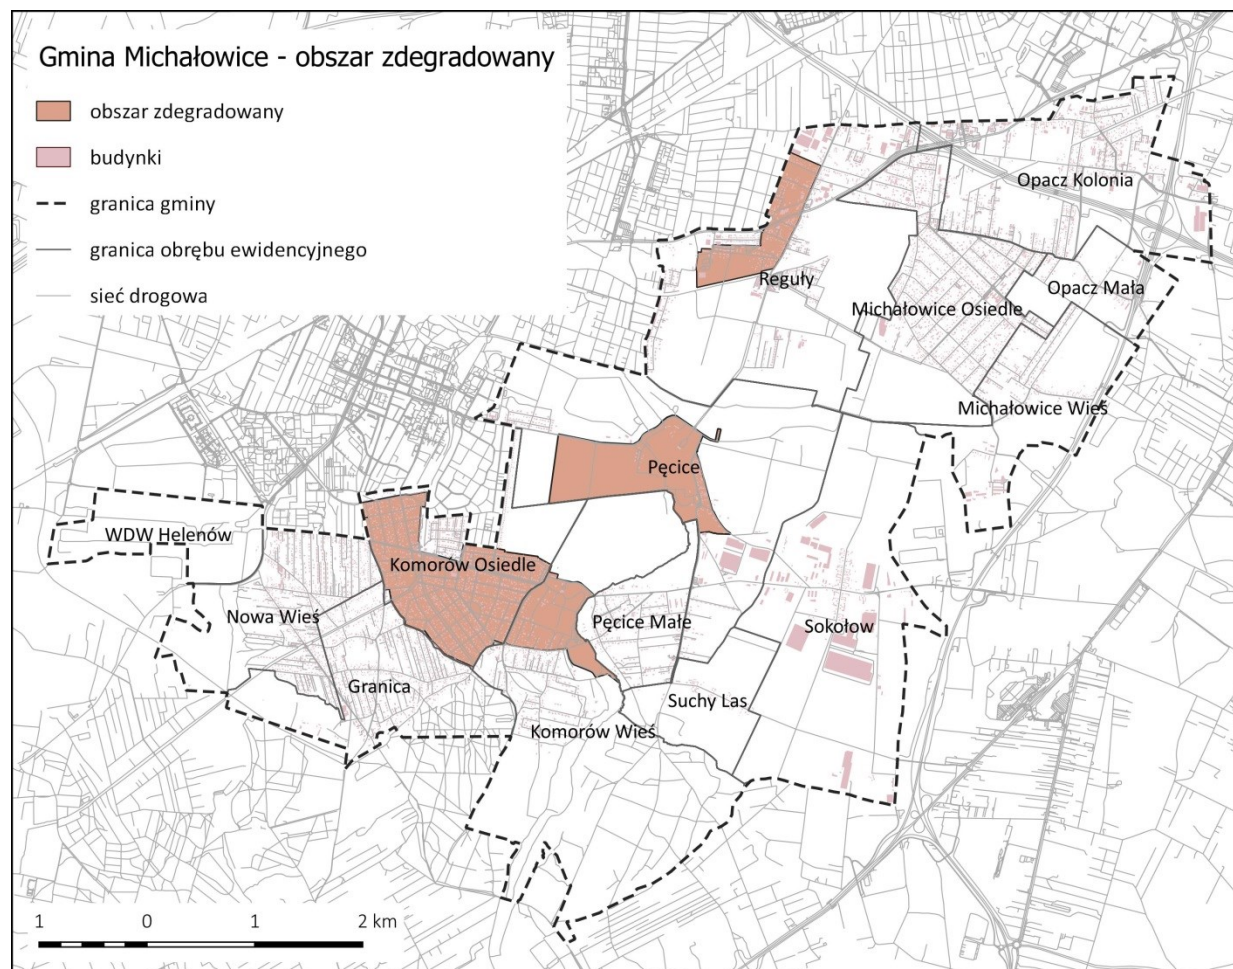 Gmina Michałowice - obszar zdegradowany
obszar zdegradowany
budynki
granica gminy
granica obrębu ewidencyjnego
sieć drogowa
Opacz Kolonia
Reguły
Opacz Mała
Michałowice Osiedle
Michałowice Wieś
Pęcice
WDW Helenów
Komorów Osiedle
Nowa Wieś
Pęcice Małe
Sokołow
Granica
Suchy Las
Komorów Wieś
1 0 1 2 km